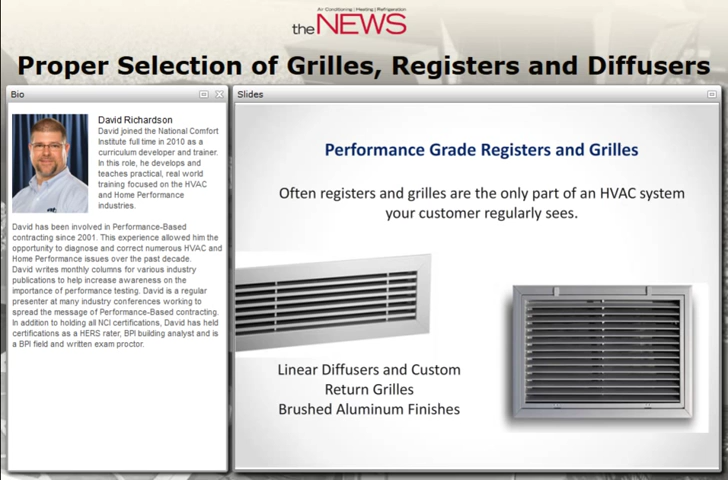 Air Conditioning | Heating | Refrigeration
the NEWS
Proper Selection of Grilles, Registers and Diffusers
Bio
David Richardson
David joined the National Comfort
Institute full time in 2010 as a
curriculum developer and trainer.
In this role, he develops and
teaches practical, real world
training focused on the HVAC
and Home Performance
industries.
David has been involved in Performance-Based
contracting since 2001. This experience allowed him the
opportunity to diagnose and correct numerous HVAC and
Home Performance issues over the past decade.
David writes monthly columns for various industry
publications to help increase awareness on the
importance of performance testing. David is a regular
presenter at many industry conferences working to
spread the message of Performance-Based contracting.
In addition to holding all NCI certifications, David has held
certifications as a HERS rater, BPI building analyst and is
a BPI field and written exam proctor.
Slides
Performance Grade Registers and Grilles
Often registers and grilles are the only part of an HVAC system
your customer regularly sees.
Linear Diffusers and Custom
Return Grilles
Brushed Aluminum Finishes